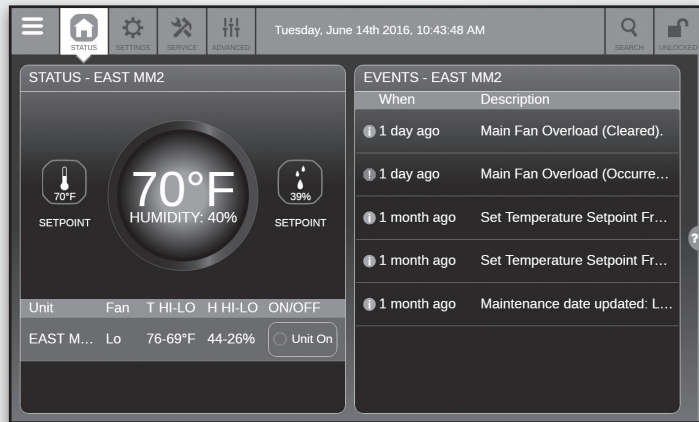 STATUS
SETTINGS
SERVICE
ADVANCED
Tuesday, June 14th 2016, 10:43:48 AM
SEARCH
UNLOCKED
STATUS - EAST MM2
70°F
SETPOINT
70°F
HUMIDITY: 40%
39%
SETPOINT
Unit Fan T HI-LO H HI-LO ON/OFF
EAST M... Lo 76-69°F 44-26% Unit On
EVENTS - EAST MM2
When Description
i 1 day ago Main Fan Overload (Cleared).
! 1 day ago Main Fan Overload (Occurre...
i 1 month ago Set Temperature Setpoint Fr...
i 1 month ago Set Temperature Setpoint Fr...
i 1 month ago Maintenance date updated: L...
?